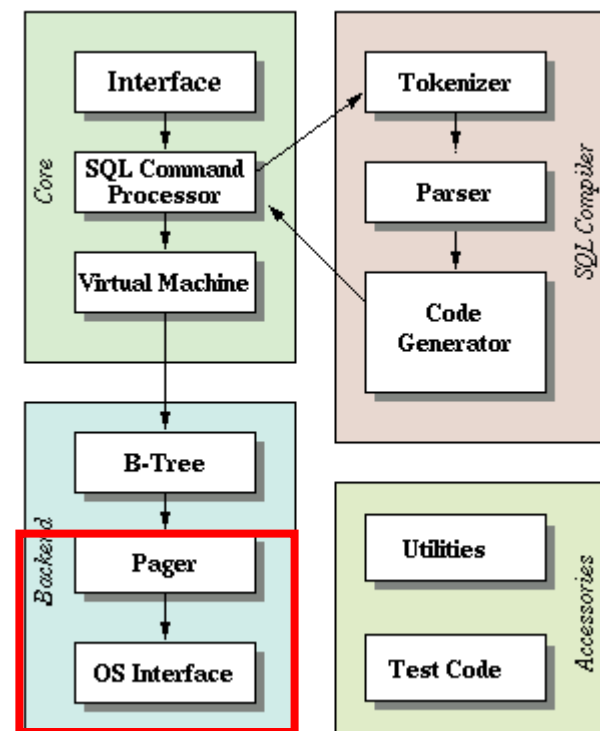 Core
Interface
SQL Command
Processor
Virtual Machine
SQL Compiler
Tokenizer
Parser
Code
Generator
Backend
B-Tree
Pager
OS Interface
Accessories
Utilities
Test Code